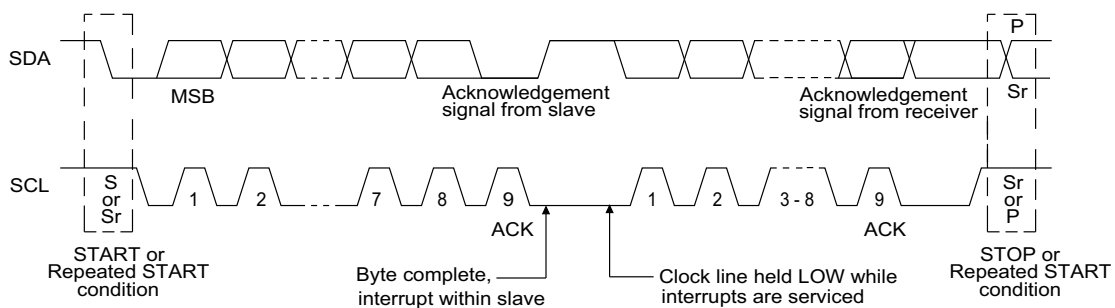 P
SDA
MSB
Acknowledgement
signal from slave
Acknowledgement
signal from receiver
Sr
SCL
S
or
Sr
1
2
7
8
9
ACK
1
2
3 - 8
9
ACK
Sr
or
P
START or
Repeated START
condition
Byte complete,
interrupt within slave
Clock line held LOW while
interrupts are serviced
STOP or
Repeated START
condition